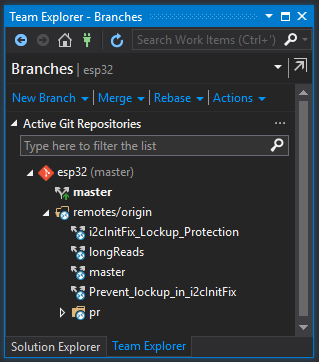 Team Explorer - Branches
Search Work Items (Ctrl+')
Branches | esp32
New Branch Merge Rebase Actions
Active Git Repositories
Type here to filter the list
esp32 (master)
master
remotes/origin
i2cInitFix_Lockup_Protection
longReads
master
Prevent_lockup_in_i2cInitFix
pr
Solution Explorer Team Explorer